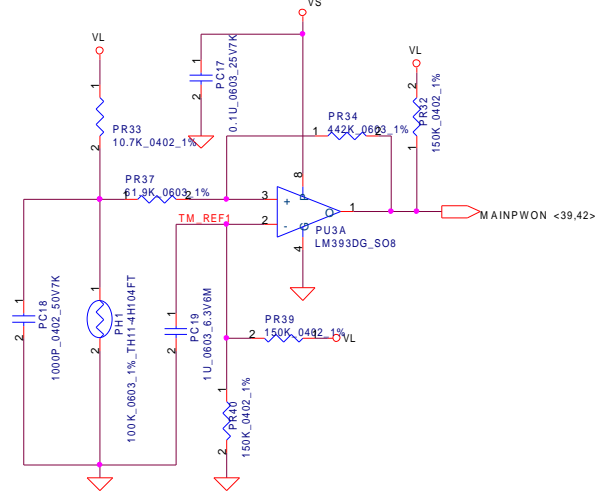 VS
VL
VL
1
2
PC17
0.1U_0603_25V7K
1
2
PR33
10.7K_0402_1%
PR34
1
2
442K_0603_1%
2
1
PR32
150K_0402_1%
PR37
1
2
61.9K_0603_1%
8
3
+
P
TM_REF1
2
-
O
1
G
4
PU3A
LM393DG_SO8
MAINPWON <39,42>
1
2
PC18
1000P_0402_50V7K
1
2
PH1
100K_0603_1%_TH11-4H104FT
1
2
PC19
1U_0603_6.3V6M
PR39
2
1
VL
150K_0402_1%
1
2
PR40
150K_0402_1%